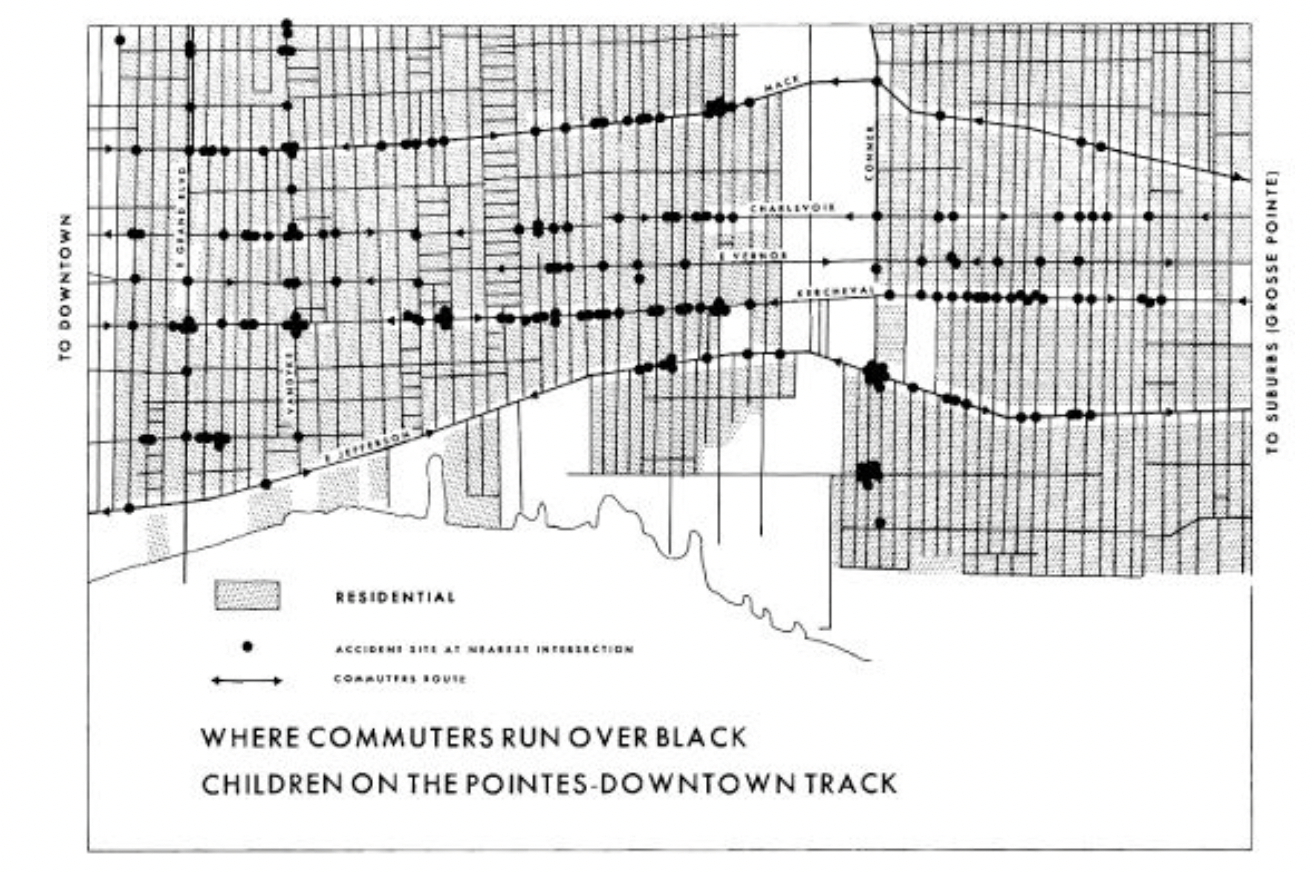 MACK
CONNER
E GRAND BLVD
CHARLEVOIX
TO DOWNTOWN
TO SUBURBS (GROSSE POINTE)
E VERNOR
KERCHEVAL
VANDYKE
E JEFFERSON
RESIDENTIAL
ACCIDENT SITE AT NEAREST INTERSECTION
COMMUTERS ROUTE
WHERE COMMUTERS RUN OVER BLACK
CHILDREN ON THE POINTES-DOWNTOWN TRACK